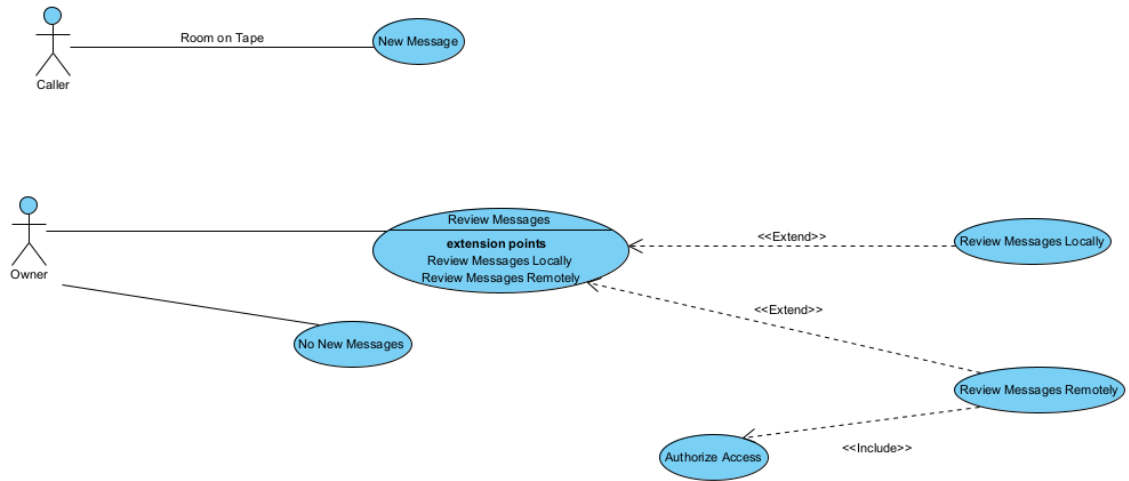 Room on Tape
New Message
Caller
Review Messages
extension points
Review Messages Locally
Review Messages Remotely
<<Extend>>
Review Messages Locally
Owner
<<Extend>>
No New Messages
Review Messages Remotely
<<Include>>
Authorize Access